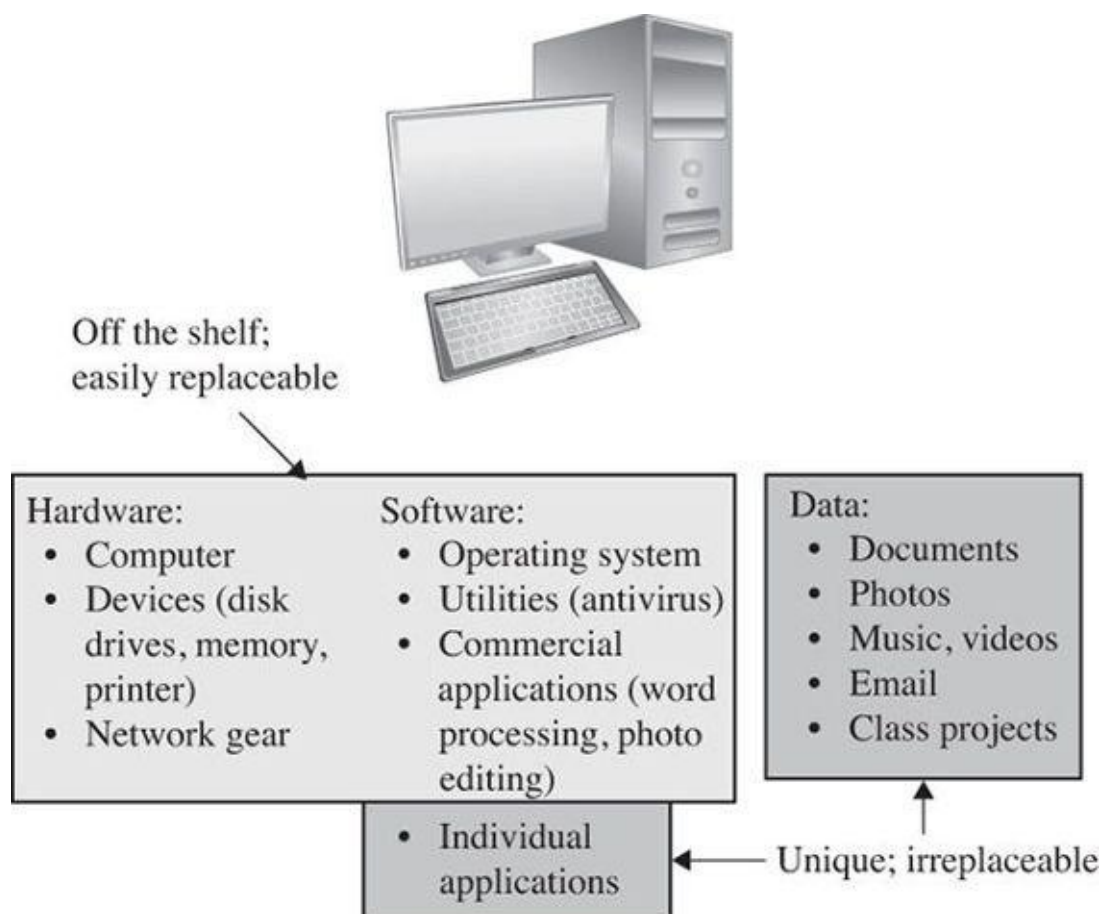 Off the shelf;
easily replaceable
Hardware:
• Computer
• Devices (disk
drives, memory,
printer)
• Network gear
Software:
• Operating system
• Utilities (antivirus)
• Commercial
applications (word
processing, photo
editing)
• Individual
applications
Data:
• Documents
• Photos
• Music, videos
• Email
• Class projects
Unique; irreplaceable